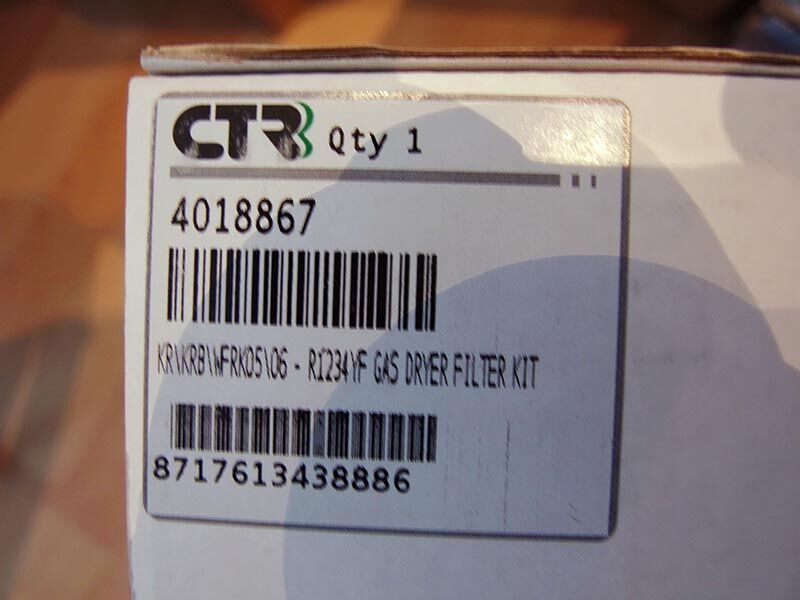 CTR Qty 1
4018867
KR\KRB\WFRK05\06 - R1234YF GAS DRYER FILTER KIT
8717613438886